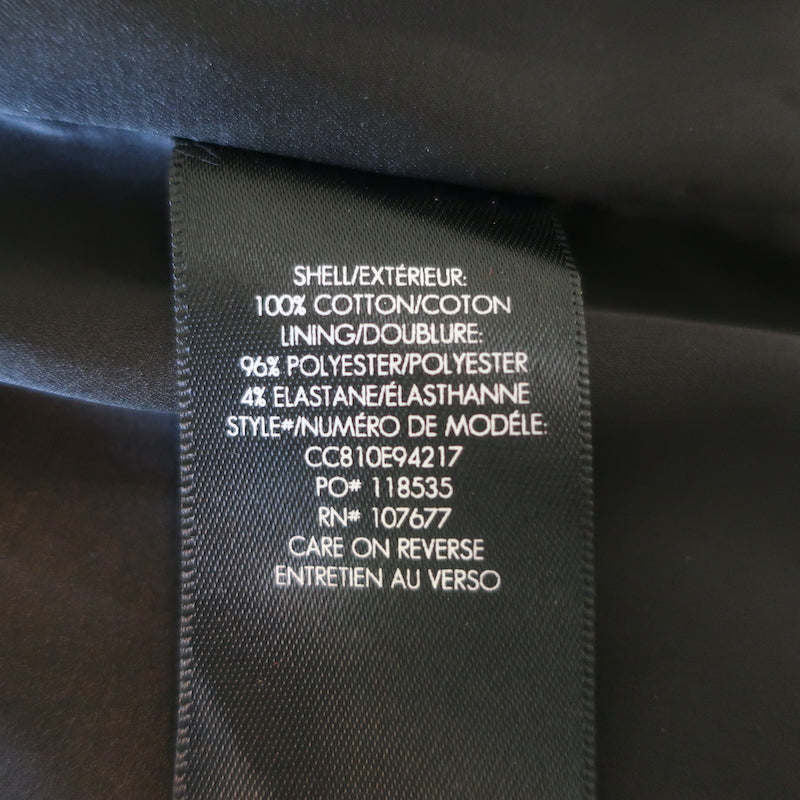 SHELL/EXTÉRIEUR:
100% COTTON/COTON
LINING/DOUBLURE:
96% POLYESTER/POLYESTER
4% ELASTANE/ÉLASTHANNE
STYLE#/NUMÉRO DE MODÉLE:
CC810E94217
PO# 118535
RN# 107677
CARE ON REVERSE
ENTRETIEN AU VERSO